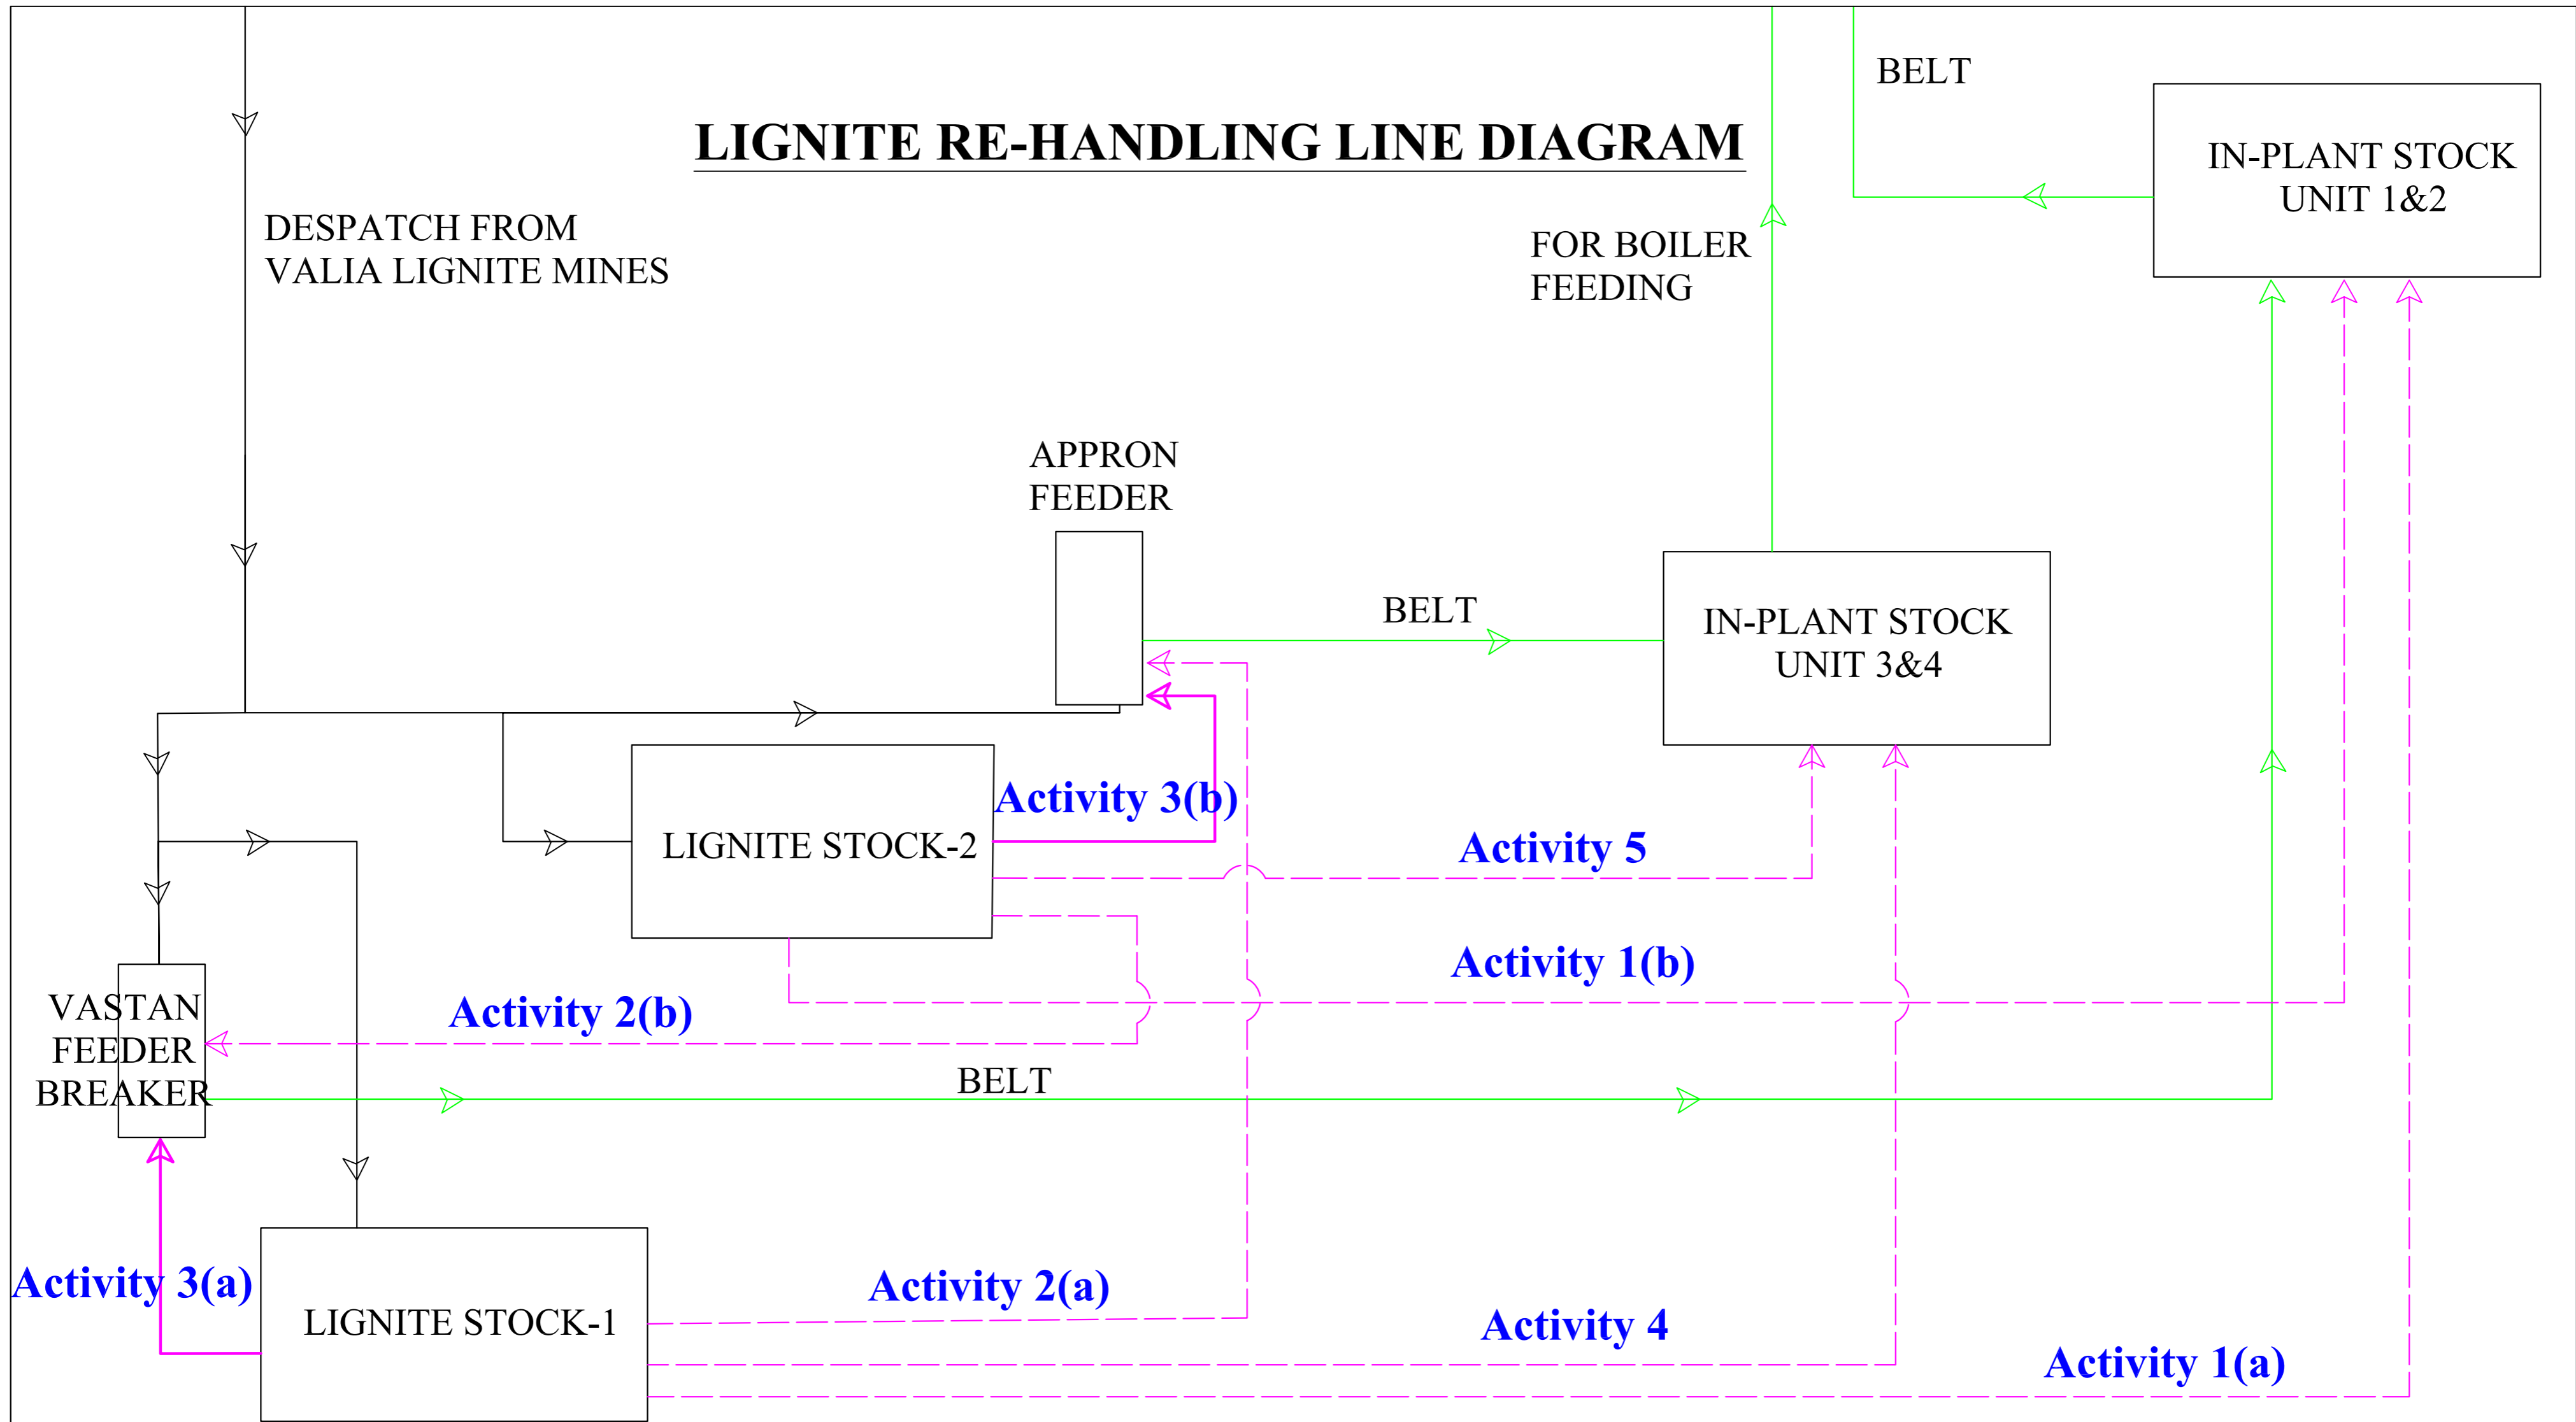 BELT
LIGNITE RE-HANDLING LINE DIAGRAM
IN-PLANT STOCK
UNIT 1&2
DESPATCH FROM
VALIA LIGNITE MINES
FOR BOILER
FEEDING
APPRON
FEEDER
BELT
IN-PLANT STOCK
UNIT 3&4
Activity 3(b)
LIGNITE STOCK-2
Activity 5
Activity 1(b)
VASTAN
FEEDER
BREAKER
Activity 2(b)
BELT
Activity 3(a)
LIGNITE STOCK-1
Activity 2(a)
Activity 4
Activity 1(a)